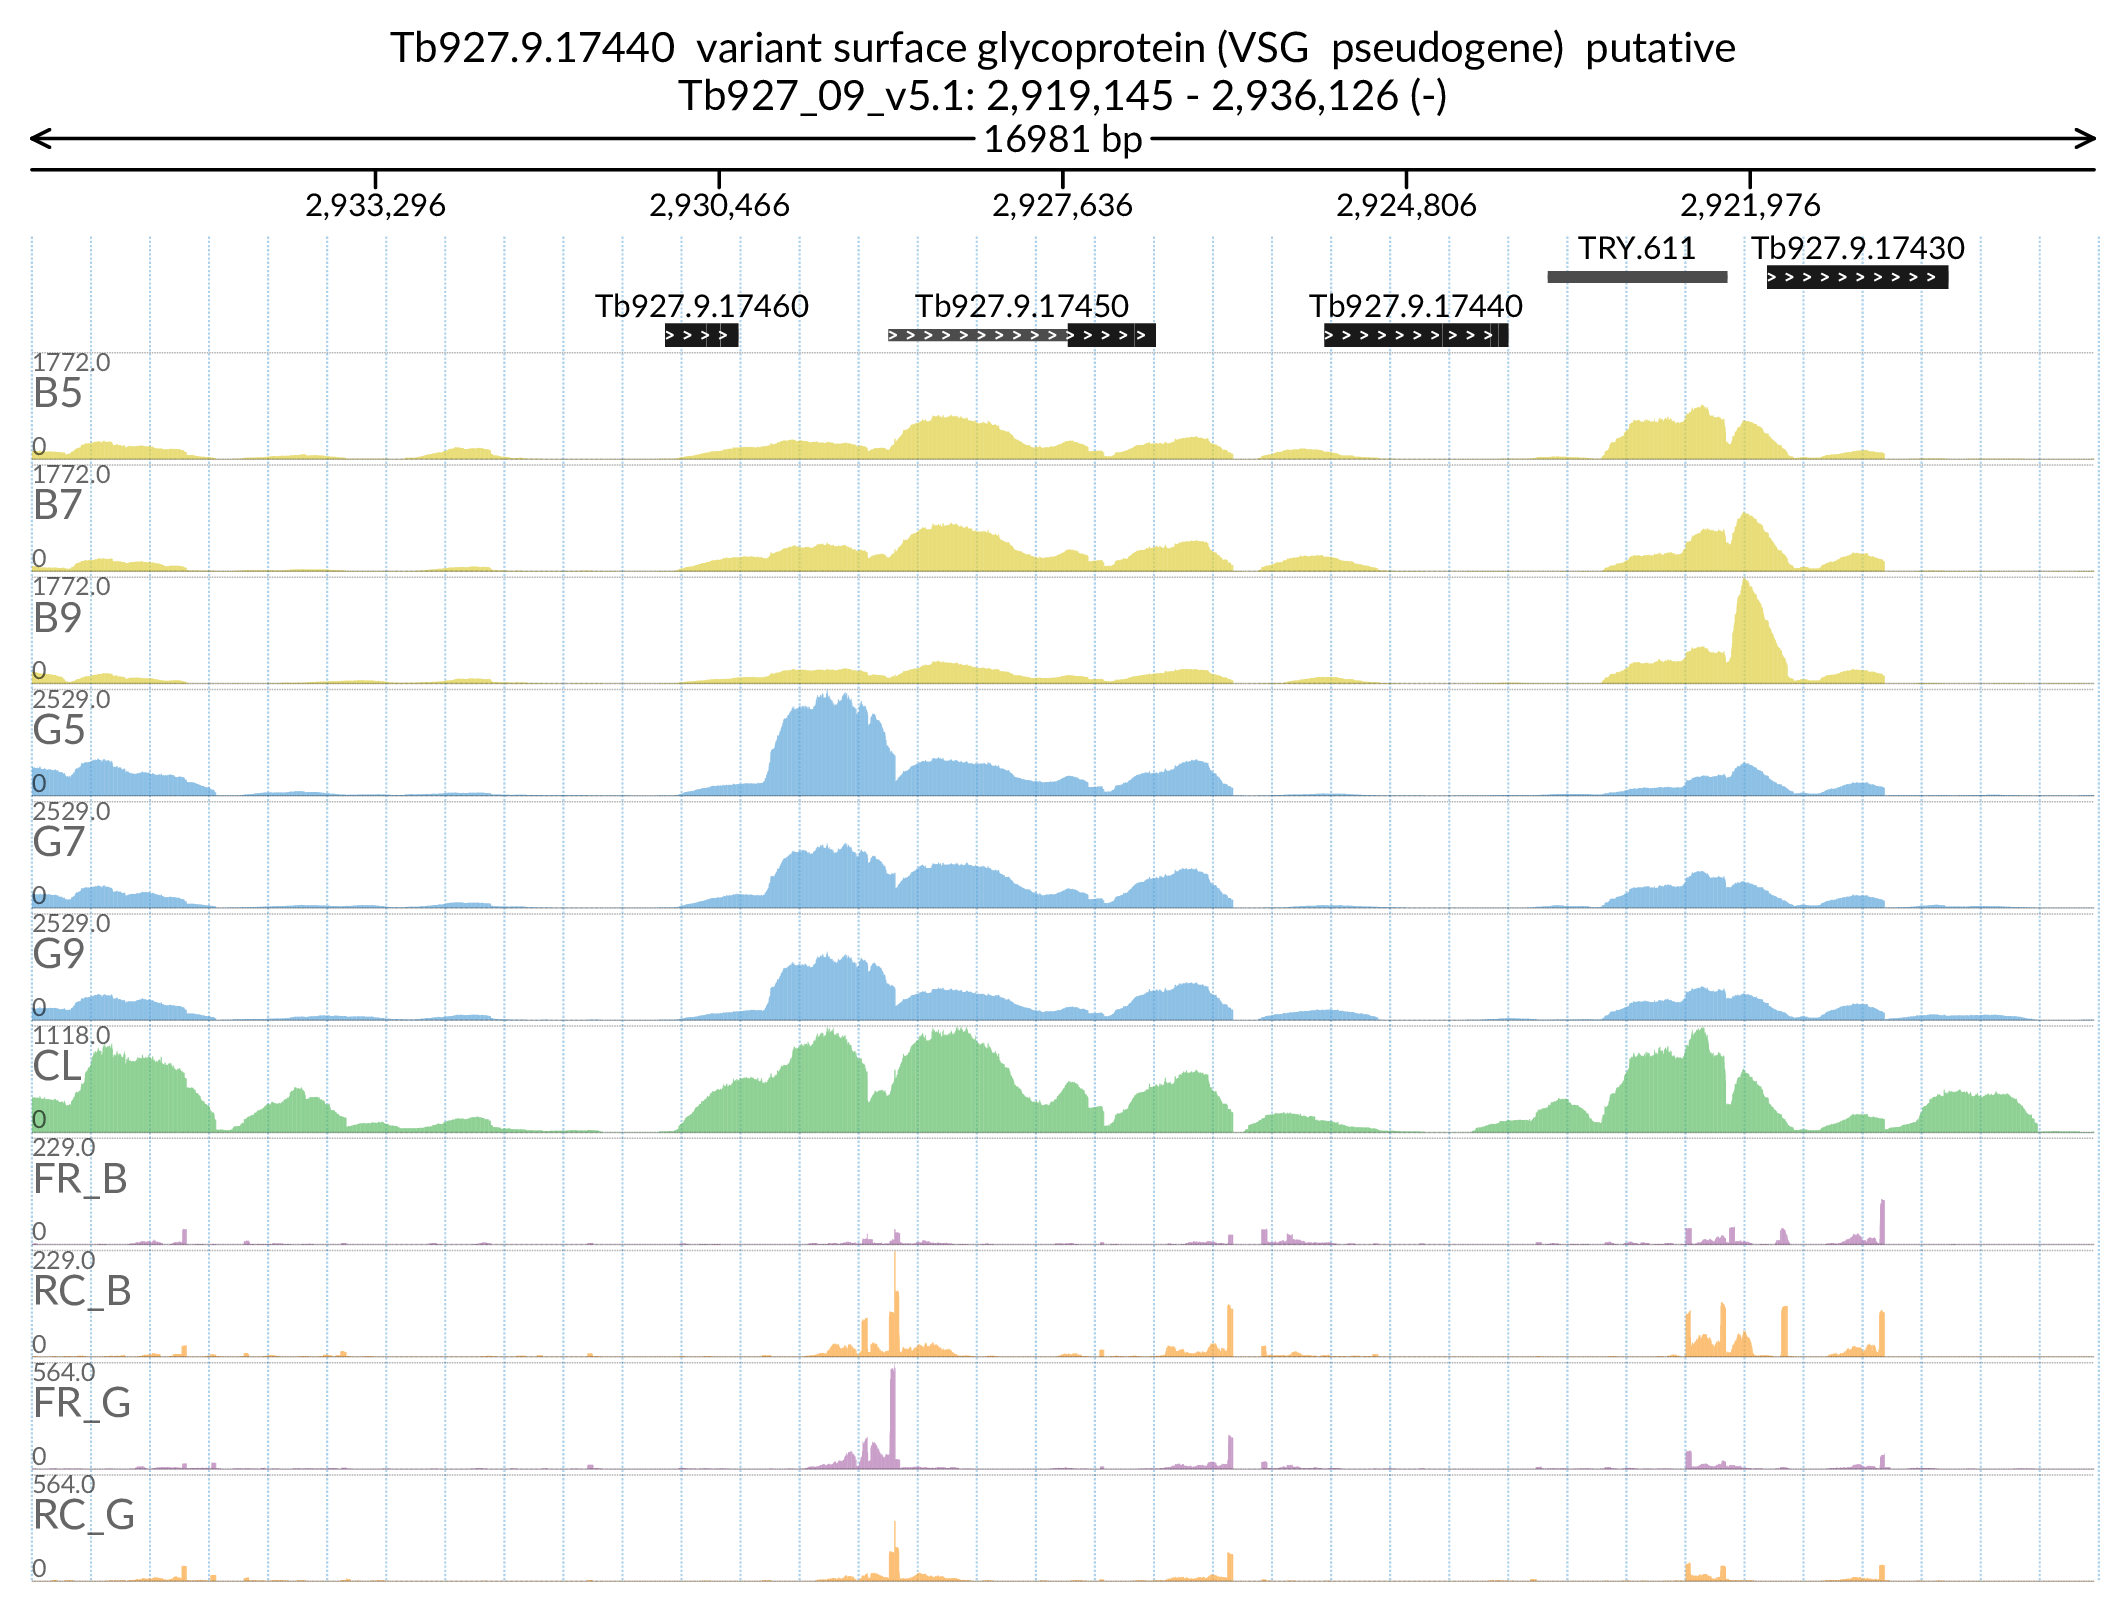 Tb927.9.17440 variant surface glycoprotein (VSG pseudogene) putative
Tb927_09_v5.1: 2,919,145 - 2,936,126 (-)
16981 bp
2,933,296 2,930,466 2,927,636 2,924,806 2,921,976
TRY.611 Tb927.9.17430
Tb927.9.17460 Tb927.9.17450 Tb927.9.17440
1772.0
B5
0
1772.0
B7
0
1772.0
B9
0
2529.0
G5
0
2529.0
G7
0
2529.0
G9
0
1118.0
CL
0
229.0
FR_B
0
229.0
RC_B
0
564.0
FR_G
0
564.0
RC_G
0